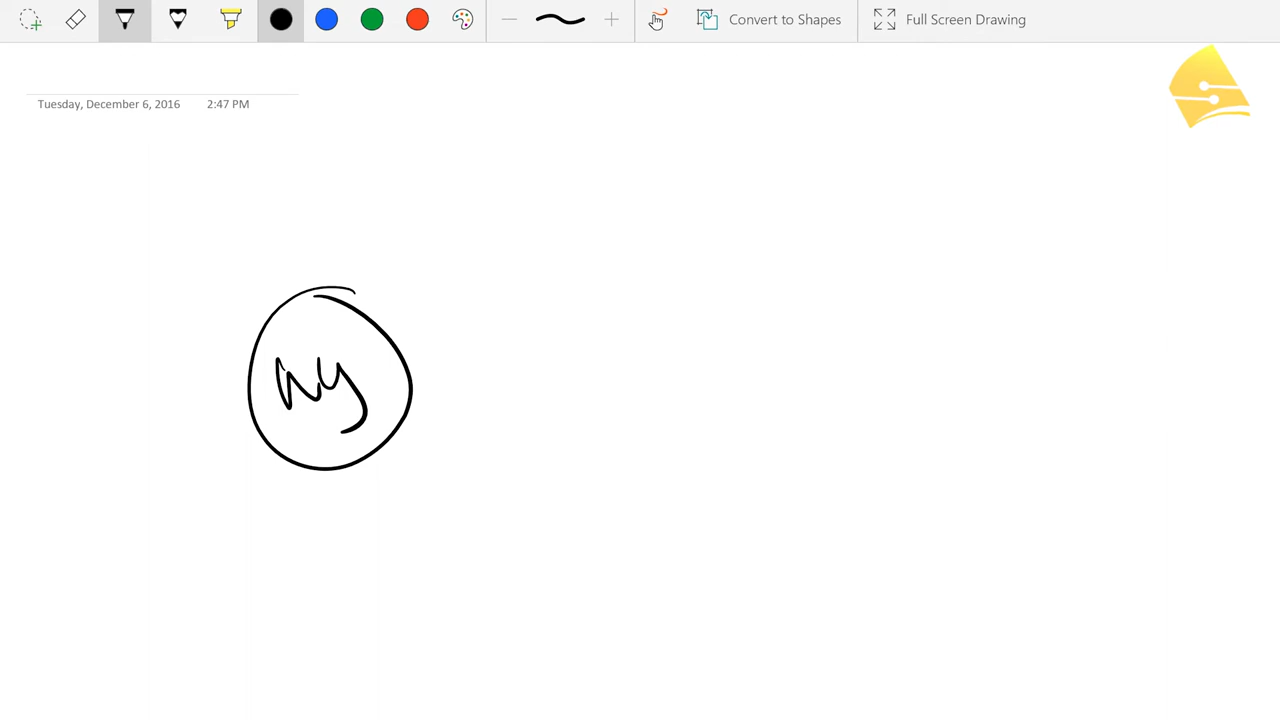 Convert to Shapes
Full Screen Drawing
Tuesday, December 6, 2016 2:47 PM
Ny